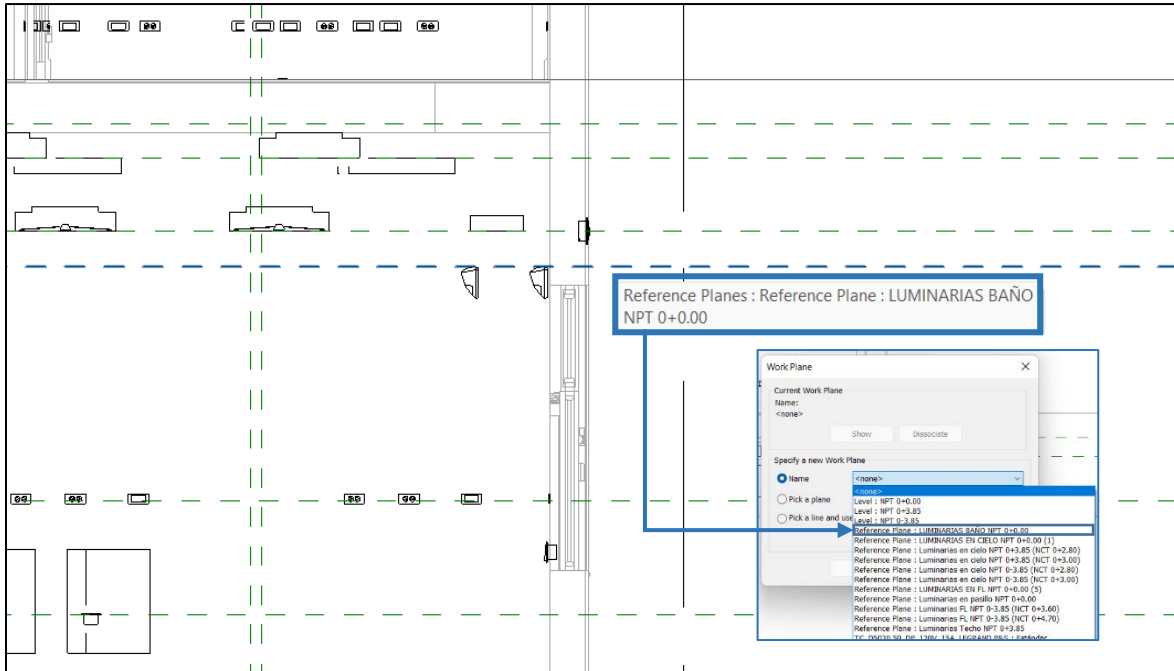 Reference Planes : Reference Plane : LUMINARIAS BAÑO
NPT 0+0.00
Work Plane
Current Work Plane
Name:
<none>
Show
Dissociate
Specify a new Work Plane
Name
<none>
Pick a plane
Pick a line and use
<none>
Level : NPT 0+0.00
Level : NPT 0+3.85
Level : NPT 0-3.85
Reference Plane : LUMINARIAS BAÑO NPT 0+0.00
Reference Plane : LUMINARIAS EN CIELO NPT 0+0.00 (1)
Reference Plane : Luminarias en cielo NPT 0+3.85 (NCT 0+2.80)
Reference Plane : Luminarias en cielo NPT 0+3.85 (NCT 0+3.00)
Reference Plane : Luminarias en cielo NPT 0-3.85 (NCT 0+2.80)
Reference Plane : Luminarias en cielo NPT 0-3.85 (NCT 0+3.00)
Reference Plane : LUMINARIAS EN FL NPT 0+0.00 (5)
Reference Plane : Luminarias en pasillo NPT 0+0.00
Reference Plane : Luminarias FL NPT 0-3.85 (NCT 0+3.60)
Reference Plane : Luminarias FL NPT 0-3.85 (NCT 0+4.70)
Reference Plane : Luminarias Techo NPT 0+3.85